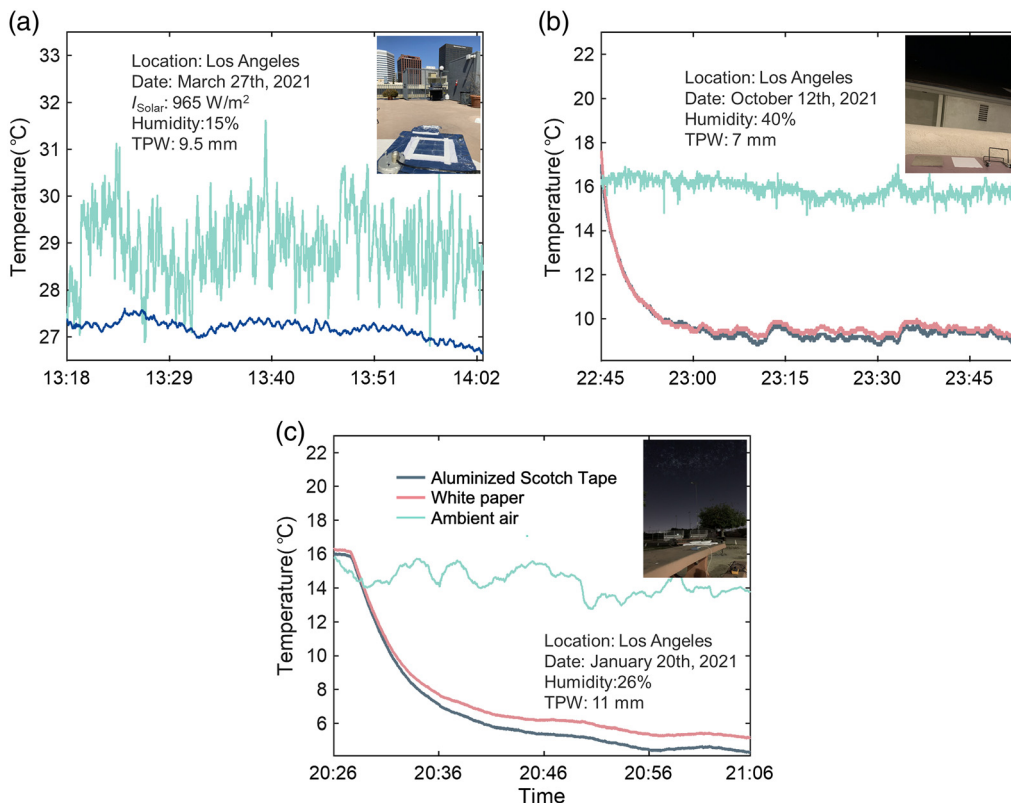 (a)
Temperature(°C)
33
32
31
30
29
28
27
13:18 13:29 13:40 13:51 14:02
Location: Los Angeles
Date: March 27th, 2021
I_Solar: 965 W/m²
Humidity:15%
TPW: 9.5 mm
(b)
Temperature(°C)
22
20
18
16
14
12
10
22:45 23:00 23:15 23:30 23:45
Location: Los Angeles
Date: October 12th, 2021
Humidity: 40%
TPW: 7 mm
(c)
Temperature(°C)
22
20
18
16
14
12
10
8
6
20:26 20:36 20:46 20:56 21:06
Time
Aluminized Scotch Tape
White paper
Ambient air
Location: Los Angeles
Date: January 20th, 2021
Humidity:26%
TPW: 11 mm